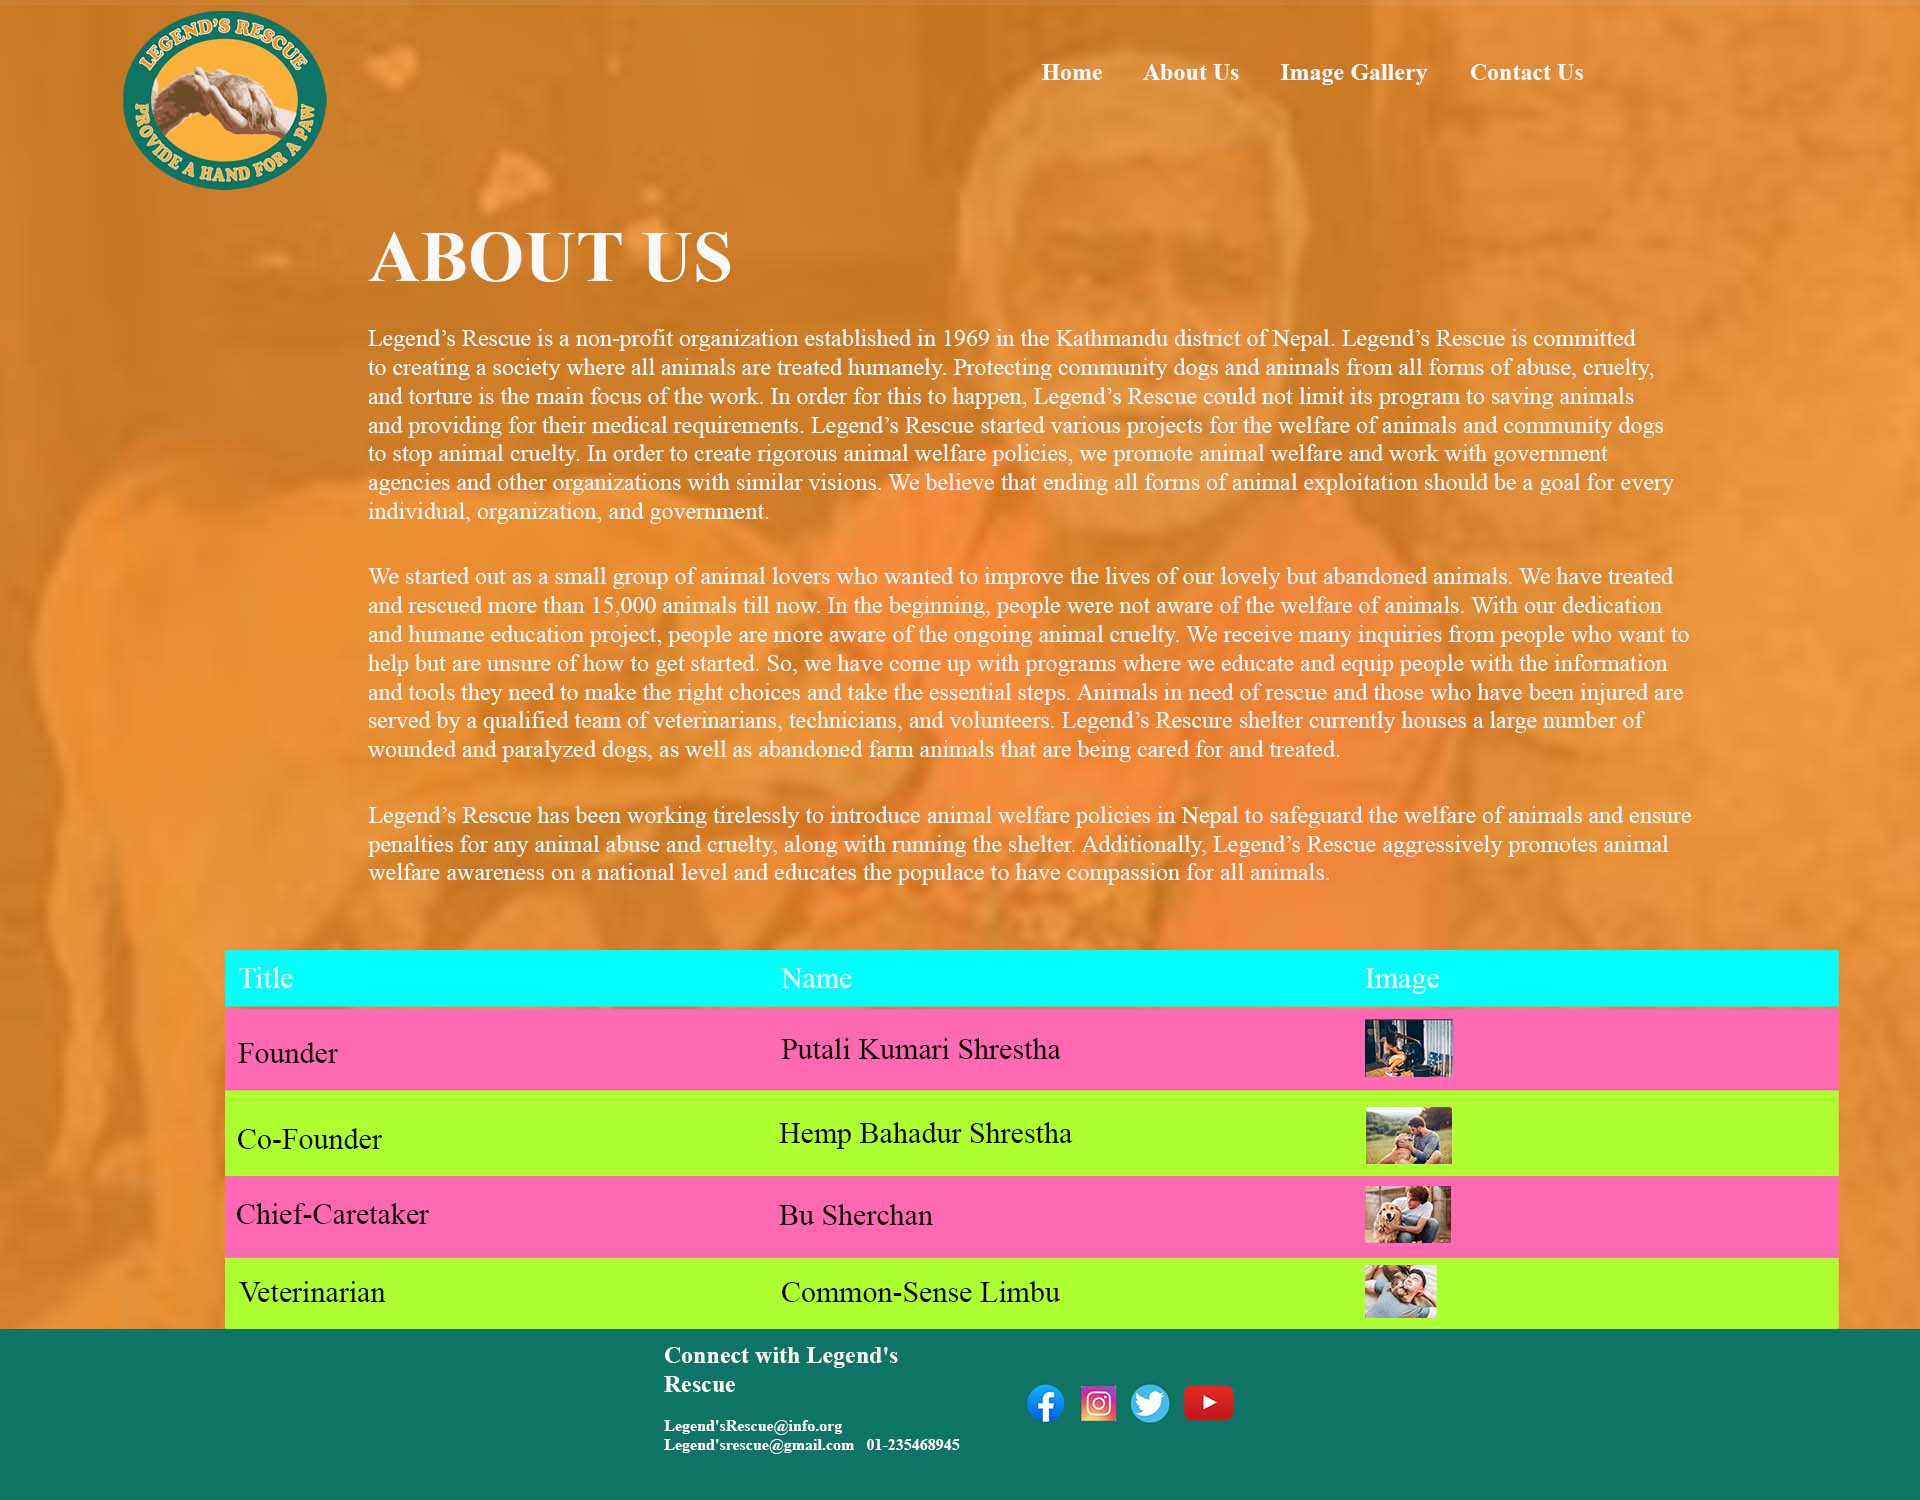 LEGEND'S RESCUE
PROVIDE A HAND FOR A PAW
Home About Us Image Gallery Contact Us
ABOUT US
Legend’s Rescue is a non-profit organization established in 1969 in the Kathmandu district of Nepal. Legend’s Rescue is committed
to creating a society where all animals are treated humanely. Protecting community dogs and animals from all forms of abuse, cruelty,
and torture is the main focus of the work. In order for this to happen, Legend’s Rescue could not limit its program to saving animals
and providing for their medical requirements. Legend’s Rescue started various projects for the welfare of animals and community dogs
to stop animal cruelty. In order to create rigorous animal welfare policies, we promote animal welfare and work with government
agencies and other organizations with similar visions. We believe that ending all forms of animal exploitation should be a goal for every
individual, organization, and government.
We started out as a small group of animal lovers who wanted to improve the lives of our lovely but abandoned animals. We have treated
and rescued more than 15,000 animals till now. In the beginning, people were not aware of the welfare of animals. With our dedication
and humane education project, people are more aware of the ongoing animal cruelty. We receive many inquiries from people who want to
help but are unsure of how to get started. So, we have come up with programs where we educate and equip people with the information
and tools they need to make the right choices and take the essential steps. Animals in need of rescue and those who have been injured are
served by a qualified team of veterinarians, technicians, and volunteers. Legend’s Rescure shelter currently houses a large number of
wounded and paralyzed dogs, as well as abandoned farm animals that are being cared for and treated.
Legend’s Rescue has been working tirelessly to introduce animal welfare policies in Nepal to safeguard the welfare of animals and ensure
penalties for any animal abuse and cruelty, along with running the shelter. Additionally, Legend’s Rescue aggressively promotes animal
welfare awareness on a national level and educates the populace to have compassion for all animals.
Title Name Image
Founder Putali Kumari Shrestha
Co-Founder Hemp Bahadur Shrestha
Chief-Caretaker Bu Sherchan
Veterinarian Common-Sense Limbu
Connect with Legend's
Rescue
Legend'sRescue@info.org
Legend'srescue@gmail.com 01-235468945